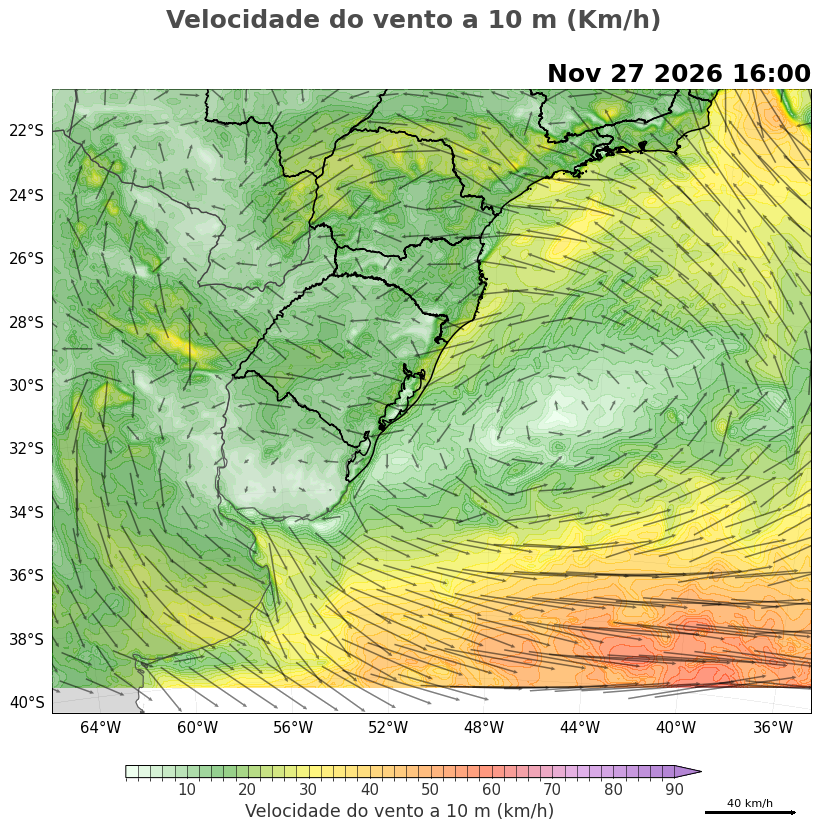 Velocidade do vento a 10 m (Km/h)
Nov 27 2026 16:00
22°S
24°S
26°S
28°S
30°S
32°S
34°S
36°S
38°S
40°S
64°W 60°W 56°W 52°W 48°W 44°W 40°W 36°W
10 20 30 40 50 60 70 80 90
Velocidade do vento a 10 m (km/h)
40 km/h